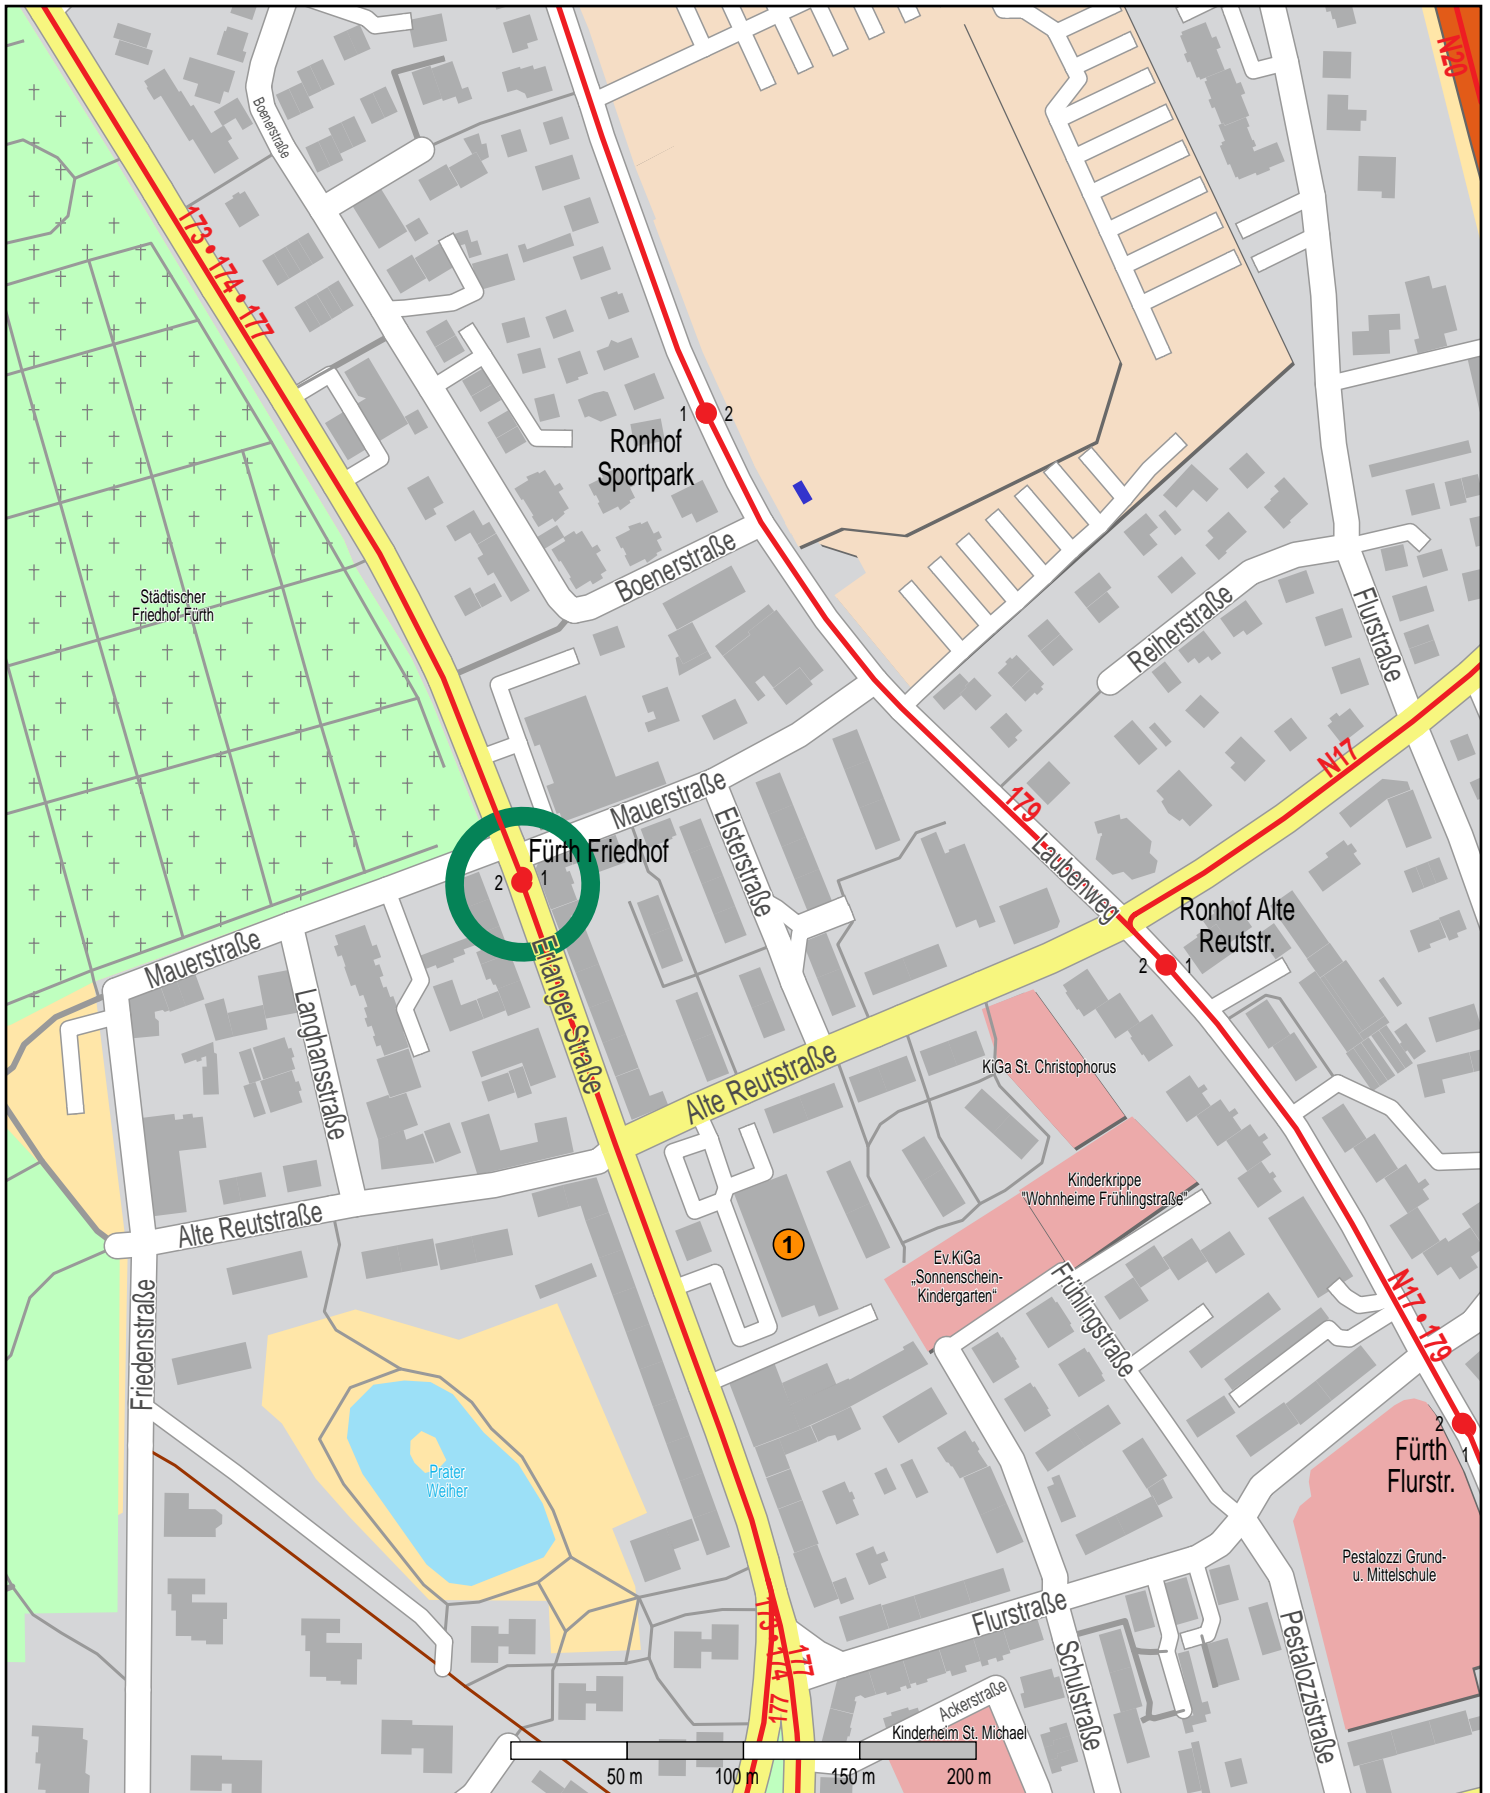 N20
Boenerstraße
173•174•177
1 2
Ronhof
Sportpark
Boenerstraße
Städtischer
Friedhof Fürth
Reiherstraße
Flurstraße
N17
Mauerstraße
179
Elsterstraße
Laubenweg
Fürth Friedhof
2 1
Ronhof Alte
Reutstr.
2 1
Mauerstraße
Erlanger Straße
Langhansstraße
Alte Reutstraße
KiGa St. Christophorus
Kinderkrippe
"Wohnheime Frühlingstraße"
Alte Reutstraße
1
Ev.KiGa
„Sonnenschein-
Kindergarten“
Frühlingstraße
N17•179
Friedenstraße
2
1
Fürth
Flurstr.
Prater
Weiher
Pestalozzi Grund-
u. Mittelschule
173•174
177
177
Flurstraße
Schulstraße
Pestalozzistraße
Ackerstraße
Kinderheim St. Michael
50 m 100 m 150 m 200 m